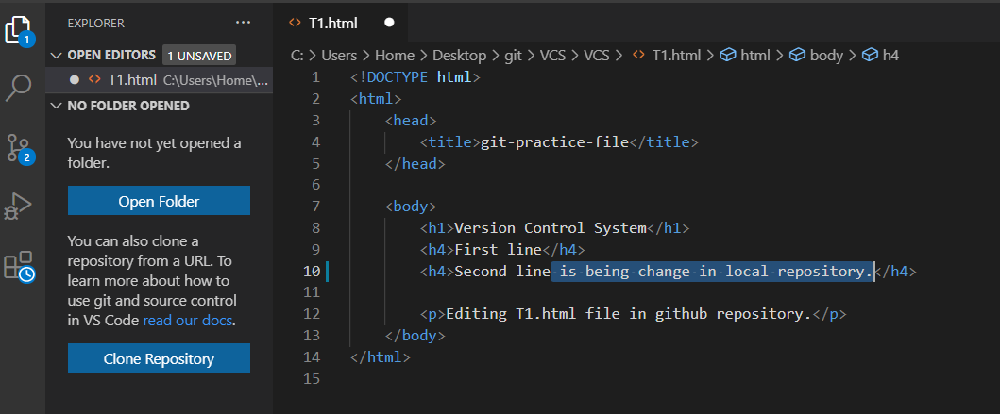 EXPLORER ···
OPEN EDITORS 1 UNSAVED
T1.html C:\Users\Home\...
NO FOLDER OPENED
You have not yet opened a
folder.
Open Folder
You can also clone a
repository from a URL. To
learn more about how to
use git and source control
in VS Code read our docs.
Clone Repository
1
2
T1.html
C: > Users > Home > Desktop > git > VCS > VCS > <> T1.html > html > body > h4
1 <!DOCTYPE html>
2 <html>
3 <head>
4 <title>git-practice-file</title>
5 </head>
6
7 <body>
8 <h1>Version Control System</h1>
9 <h4>First line</h4>
10 <h4>Second line is being change in local repository.</h4>
11
12 <p>Editing T1.html file in github repository.</p>
13 </body>
14 </html>
15